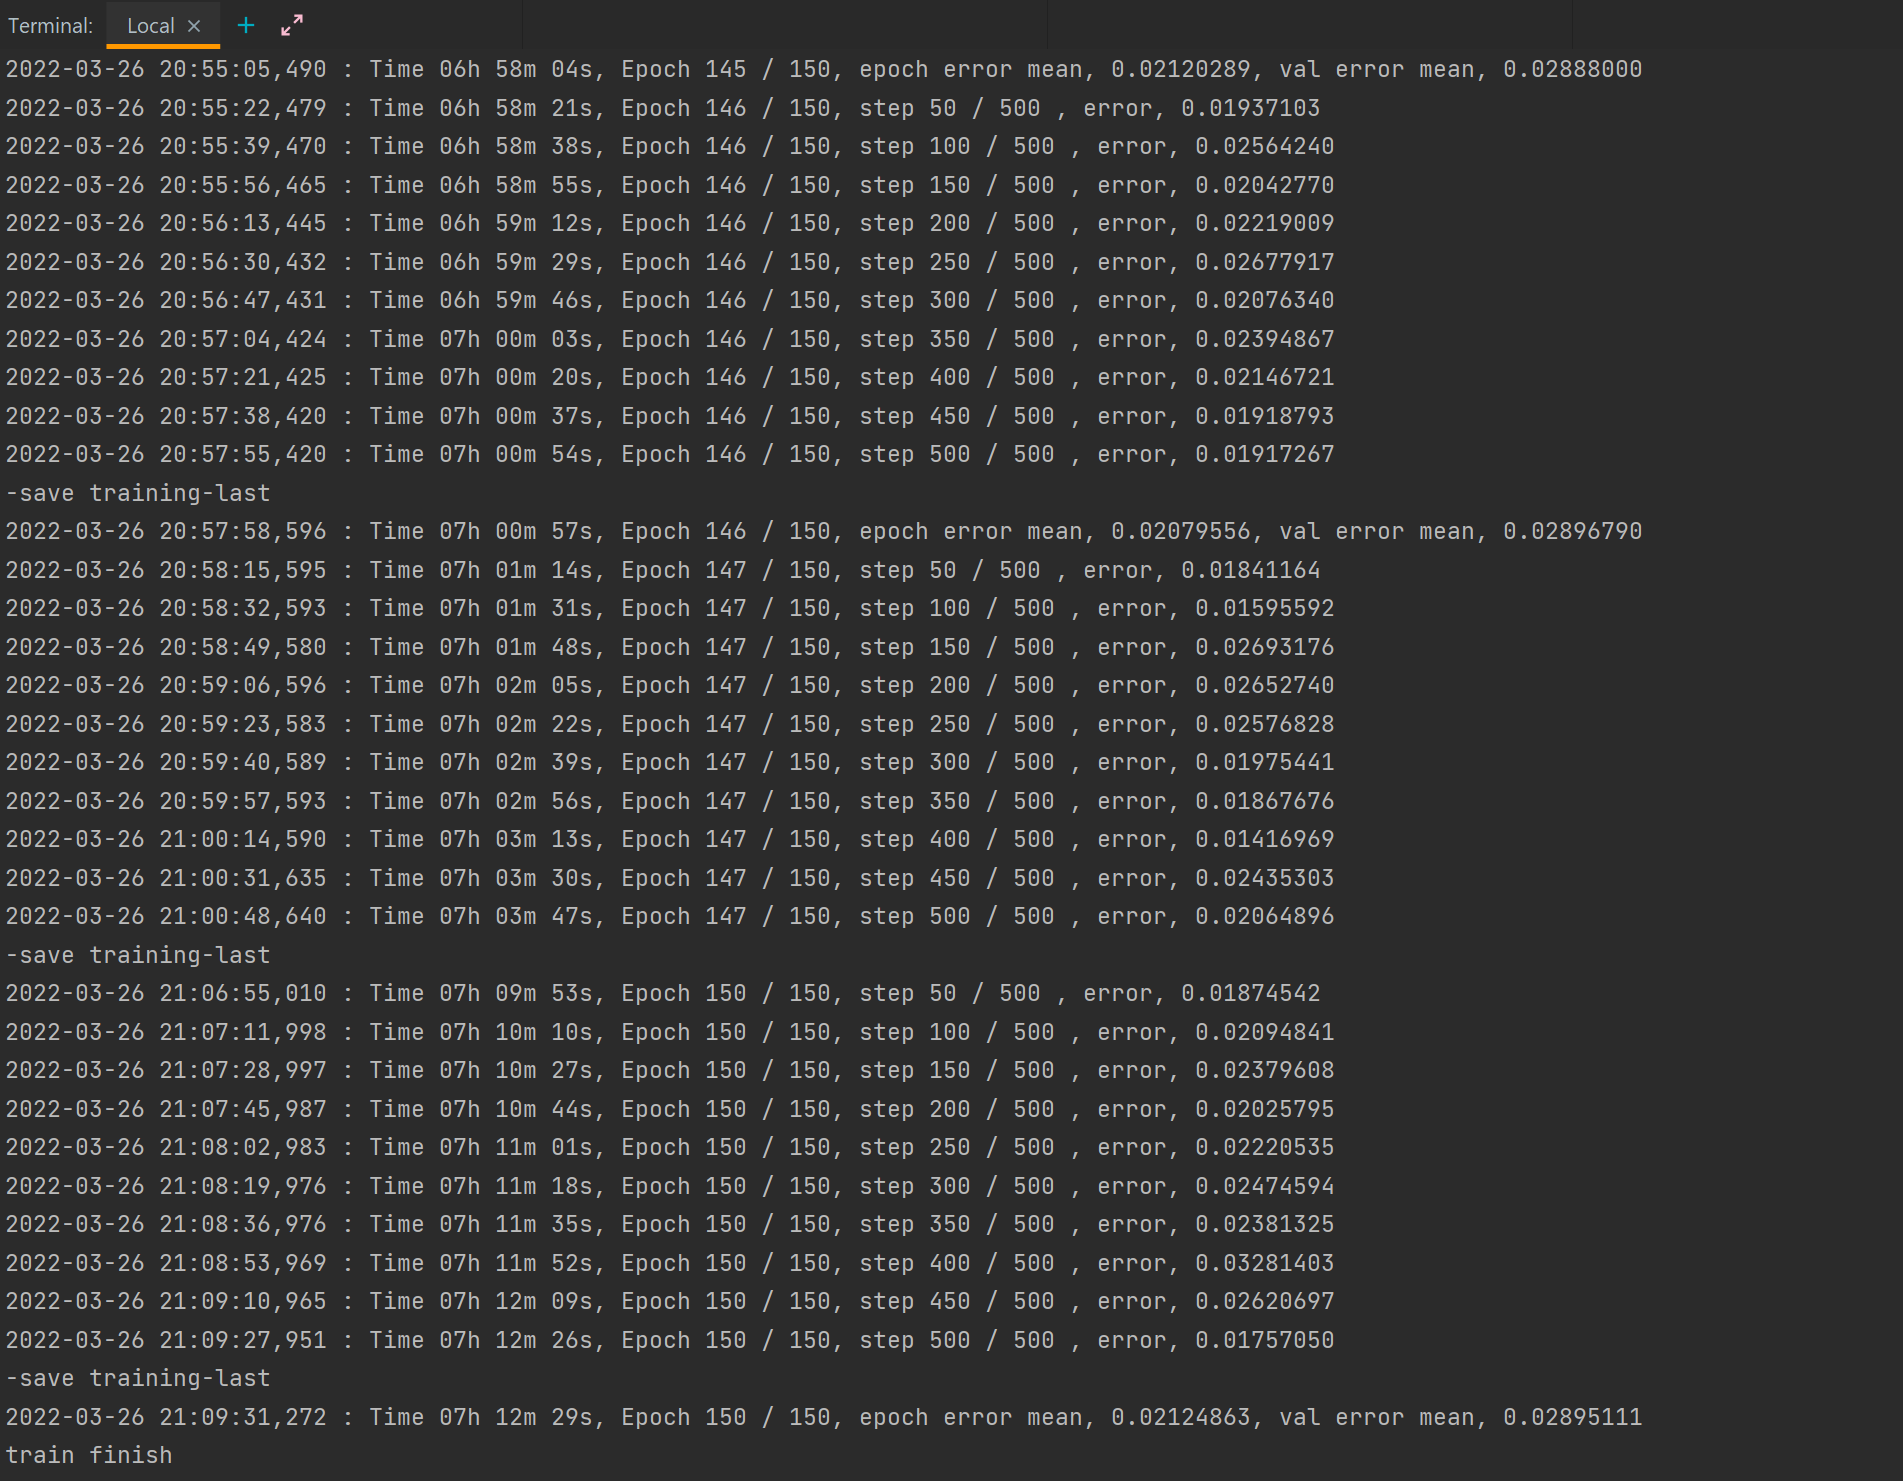 Terminal: Local
2022-03-26 20:55:05,490 : Time 06h 58m 04s, Epoch 145 / 150, epoch error mean, 0.02120289, val error mean, 0.02888000
2022-03-26 20:55:22,479 : Time 06h 58m 21s, Epoch 146 / 150, step 50 / 500 , error, 0.01937103
2022-03-26 20:55:39,470 : Time 06h 58m 38s, Epoch 146 / 150, step 100 / 500 , error, 0.02564240
2022-03-26 20:55:56,465 : Time 06h 58m 55s, Epoch 146 / 150, step 150 / 500 , error, 0.02042770
2022-03-26 20:56:13,445 : Time 06h 59m 12s, Epoch 146 / 150, step 200 / 500 , error, 0.02219009
2022-03-26 20:56:30,432 : Time 06h 59m 29s, Epoch 146 / 150, step 250 / 500 , error, 0.02677917
2022-03-26 20:56:47,431 : Time 06h 59m 46s, Epoch 146 / 150, step 300 / 500 , error, 0.02076340
2022-03-26 20:57:04,424 : Time 07h 00m 03s, Epoch 146 / 150, step 350 / 500 , error, 0.02394867
2022-03-26 20:57:21,425 : Time 07h 00m 20s, Epoch 146 / 150, step 400 / 500 , error, 0.02146721
2022-03-26 20:57:38,420 : Time 07h 00m 37s, Epoch 146 / 150, step 450 / 500 , error, 0.01918793
2022-03-26 20:57:55,420 : Time 07h 00m 54s, Epoch 146 / 150, step 500 / 500 , error, 0.01917267
-save training-last
2022-03-26 20:57:58,596 : Time 07h 00m 57s, Epoch 146 / 150, epoch error mean, 0.02079556, val error mean, 0.02896790
2022-03-26 20:58:15,595 : Time 07h 01m 14s, Epoch 147 / 150, step 50 / 500 , error, 0.01841164
2022-03-26 20:58:32,593 : Time 07h 01m 31s, Epoch 147 / 150, step 100 / 500 , error, 0.01595592
2022-03-26 20:58:49,580 : Time 07h 01m 48s, Epoch 147 / 150, step 150 / 500 , error, 0.02693176
2022-03-26 20:59:06,596 : Time 07h 02m 05s, Epoch 147 / 150, step 200 / 500 , error, 0.02652740
2022-03-26 20:59:23,583 : Time 07h 02m 22s, Epoch 147 / 150, step 250 / 500 , error, 0.02576828
2022-03-26 20:59:40,589 : Time 07h 02m 39s, Epoch 147 / 150, step 300 / 500 , error, 0.01975441
2022-03-26 20:59:57,593 : Time 07h 02m 56s, Epoch 147 / 150, step 350 / 500 , error, 0.01867676
2022-03-26 21:00:14,590 : Time 07h 03m 13s, Epoch 147 / 150, step 400 / 500 , error, 0.01416969
2022-03-26 21:00:31,635 : Time 07h 03m 30s, Epoch 147 / 150, step 450 / 500 , error, 0.02435303
2022-03-26 21:00:48,640 : Time 07h 03m 47s, Epoch 147 / 150, step 500 / 500 , error, 0.02064896
-save training-last
2022-03-26 21:06:55,010 : Time 07h 09m 53s, Epoch 150 / 150, step 50 / 500 , error, 0.01874542
2022-03-26 21:07:11,998 : Time 07h 10m 10s, Epoch 150 / 150, step 100 / 500 , error, 0.02094841
2022-03-26 21:07:28,997 : Time 07h 10m 27s, Epoch 150 / 150, step 150 / 500 , error, 0.02379608
2022-03-26 21:07:45,987 : Time 07h 10m 44s, Epoch 150 / 150, step 200 / 500 , error, 0.02025795
2022-03-26 21:08:02,983 : Time 07h 11m 01s, Epoch 150 / 150, step 250 / 500 , error, 0.02220535
2022-03-26 21:08:19,976 : Time 07h 11m 18s, Epoch 150 / 150, step 300 / 500 , error, 0.02474594
2022-03-26 21:08:36,976 : Time 07h 11m 35s, Epoch 150 / 150, step 350 / 500 , error, 0.02381325
2022-03-26 21:08:53,969 : Time 07h 11m 52s, Epoch 150 / 150, step 400 / 500 , error, 0.03281403
2022-03-26 21:09:10,965 : Time 07h 12m 09s, Epoch 150 / 150, step 450 / 500 , error, 0.02620697
2022-03-26 21:09:27,951 : Time 07h 12m 26s, Epoch 150 / 150, step 500 / 500 , error, 0.01757050
-save training-last
2022-03-26 21:09:31,272 : Time 07h 12m 29s, Epoch 150 / 150, epoch error mean, 0.02124863, val error mean, 0.02895111
train finish